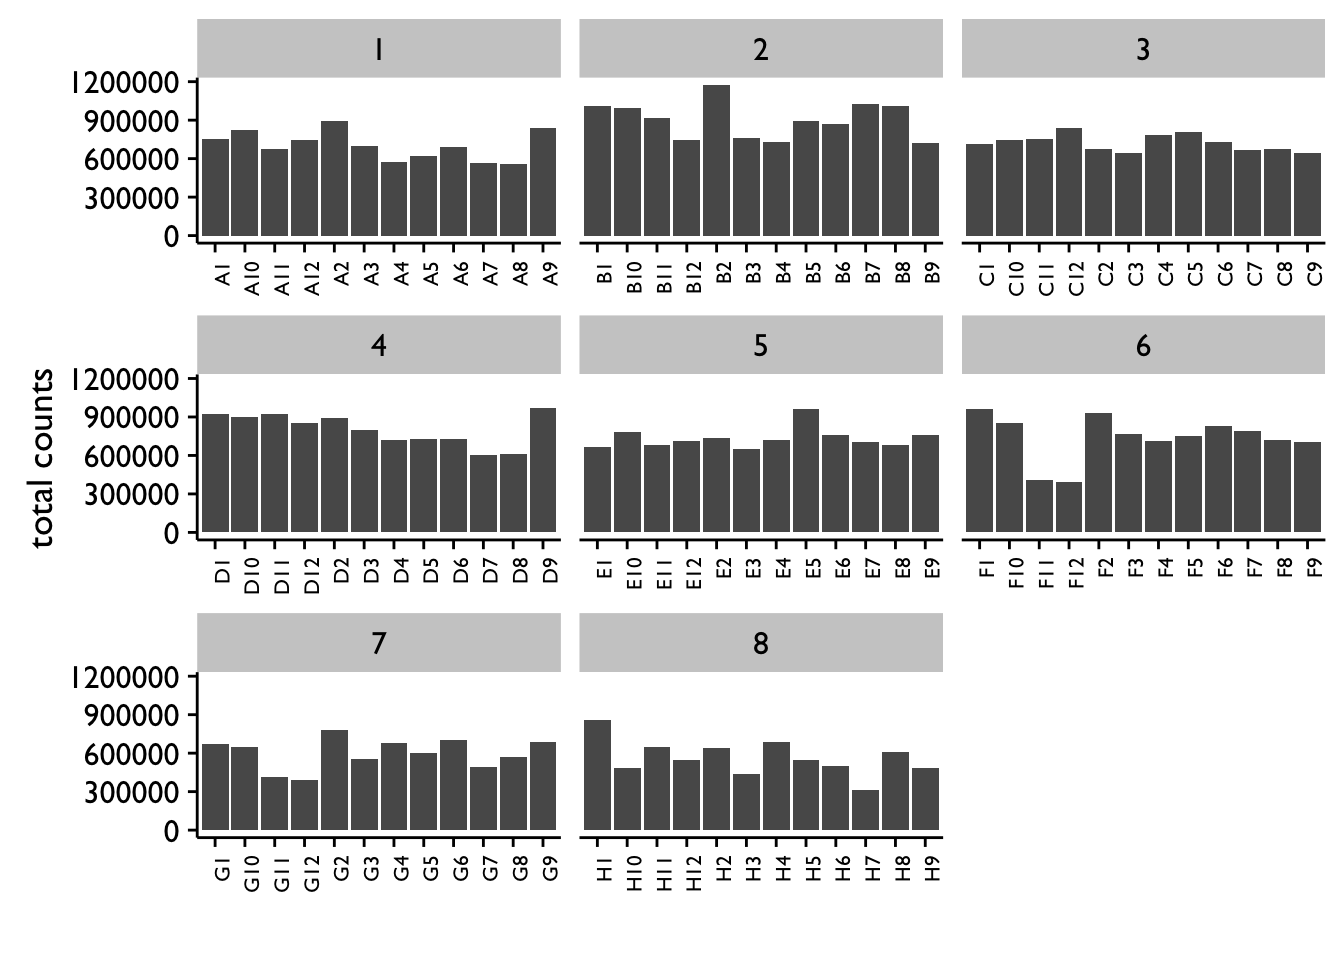 1 2 3
1200000
900000
600000
300000
0
A1 A10 A11 A12 A2 A3 A4 A5 A6 A7 A8 A9 B1 B10 B11 B12 B2 B3 B4 B5 B6 B7 B8 B9 C1 C10 C11 C12 C2 C3 C4 C5 C6 C7 C8 C9
total counts
4 5 6
1200000
900000
600000
300000
0
D1 D10 D11 D12 D2 D3 D4 D5 D6 D7 D8 D9 E1 E10 E11 E12 E2 E3 E4 E5 E6 E7 E8 E9 F1 F10 F11 F12 F2 F3 F4 F5 F6 F7 F8 F9
7 8
1200000
900000
600000
300000
0
G1 G10 G11 G12 G2 G3 G4 G5 G6 G7 G8 G9 H1 H10 H11 H12 H2 H3 H4 H5 H6 H7 H8 H9